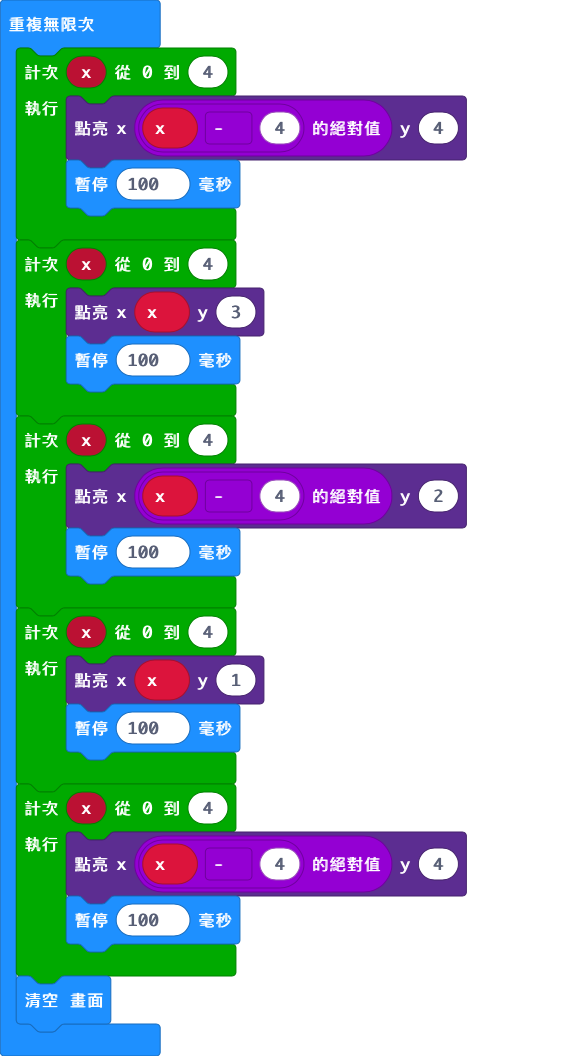 重複無限次
計次 x 從 0 到 4
執行
點亮 x x - 4 的絕對值 y 4
暫停 100 毫秒
計次 x 從 0 到 4
執行
點亮 x x y 3
暫停 100 毫秒
計次 x 從 0 到 4
執行
點亮 x x - 4 的絕對值 y 2
暫停 100 毫秒
計次 x 從 0 到 4
執行
點亮 x x y 1
暫停 100 毫秒
計次 x 從 0 到 4
執行
點亮 x x - 4 的絕對值 y 4
暫停 100 毫秒
清空 畫面